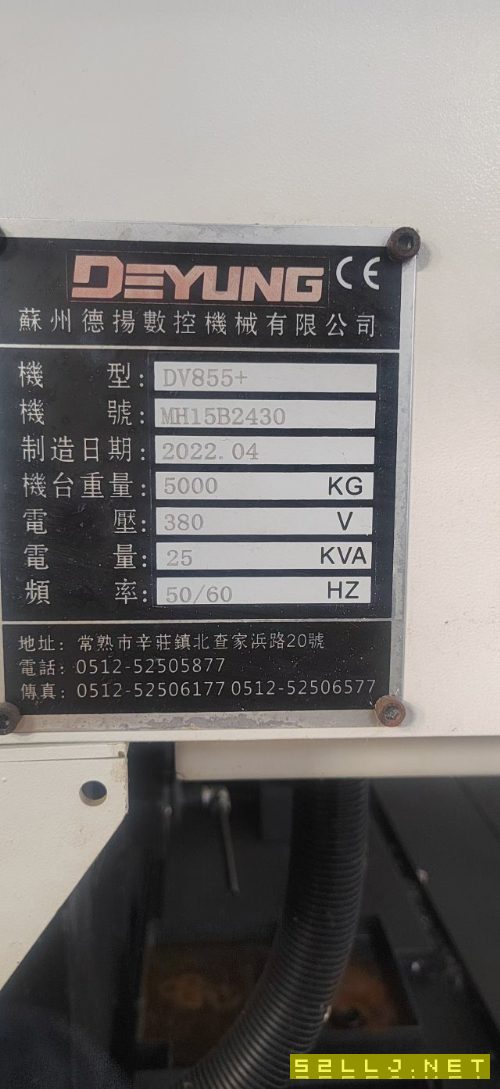 DEYUNG CE
蘇州德揚數控機械有限公司
機 型: DV855+
機 號: MH15B2430
制造日期: 2022.04
機台重量: 5000 KG
電 壓: 380 V
電 量: 25 KVA
頻 率: 50/60 HZ
地址: 常熟市辛莊鎮北查家浜路20號
電話: 0512-52505877
傳真: 0512-52506177 0512-52506577
52LLJ.NET